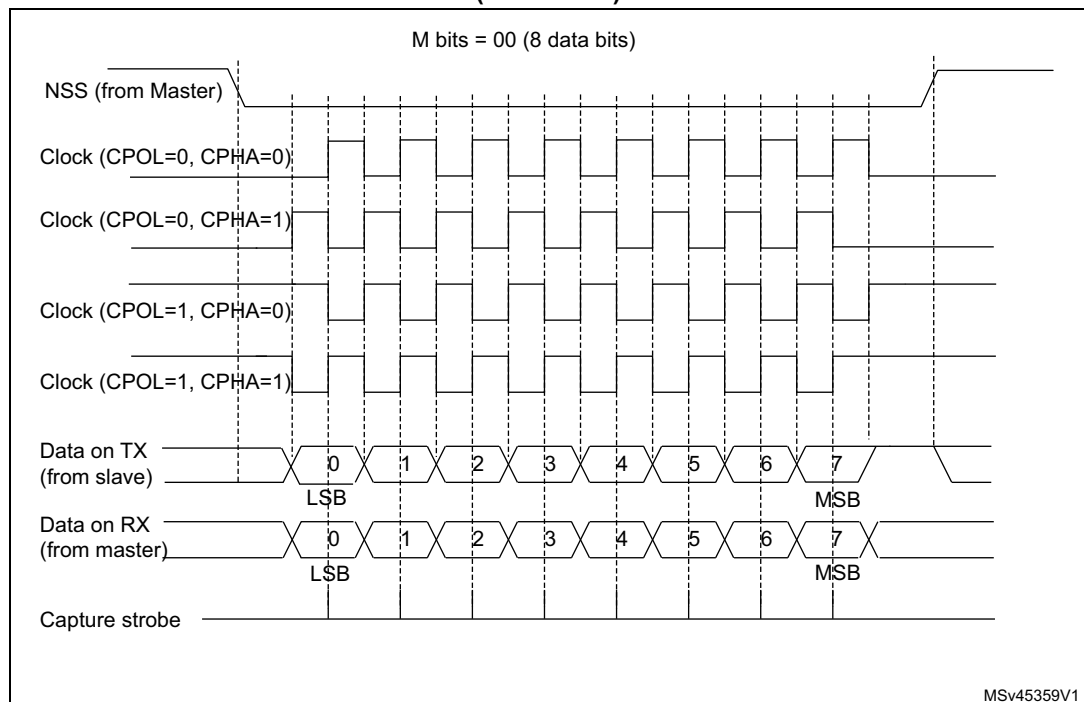 M bits = 00 (8 data bits)
NSS (from Master)
Clock (CPOL=0, CPHA=0)
Clock (CPOL=0, CPHA=1)
Clock (CPOL=1, CPHA=0)
Clock (CPOL=1, CPHA=1)
Data on TX
(from slave)
0 1 2 3 4 5 6 7
LSB MSB
Data on RX
(from master)
0 1 2 3 4 5 6 7
LSB MSB
Capture strobe
MSv45359V1